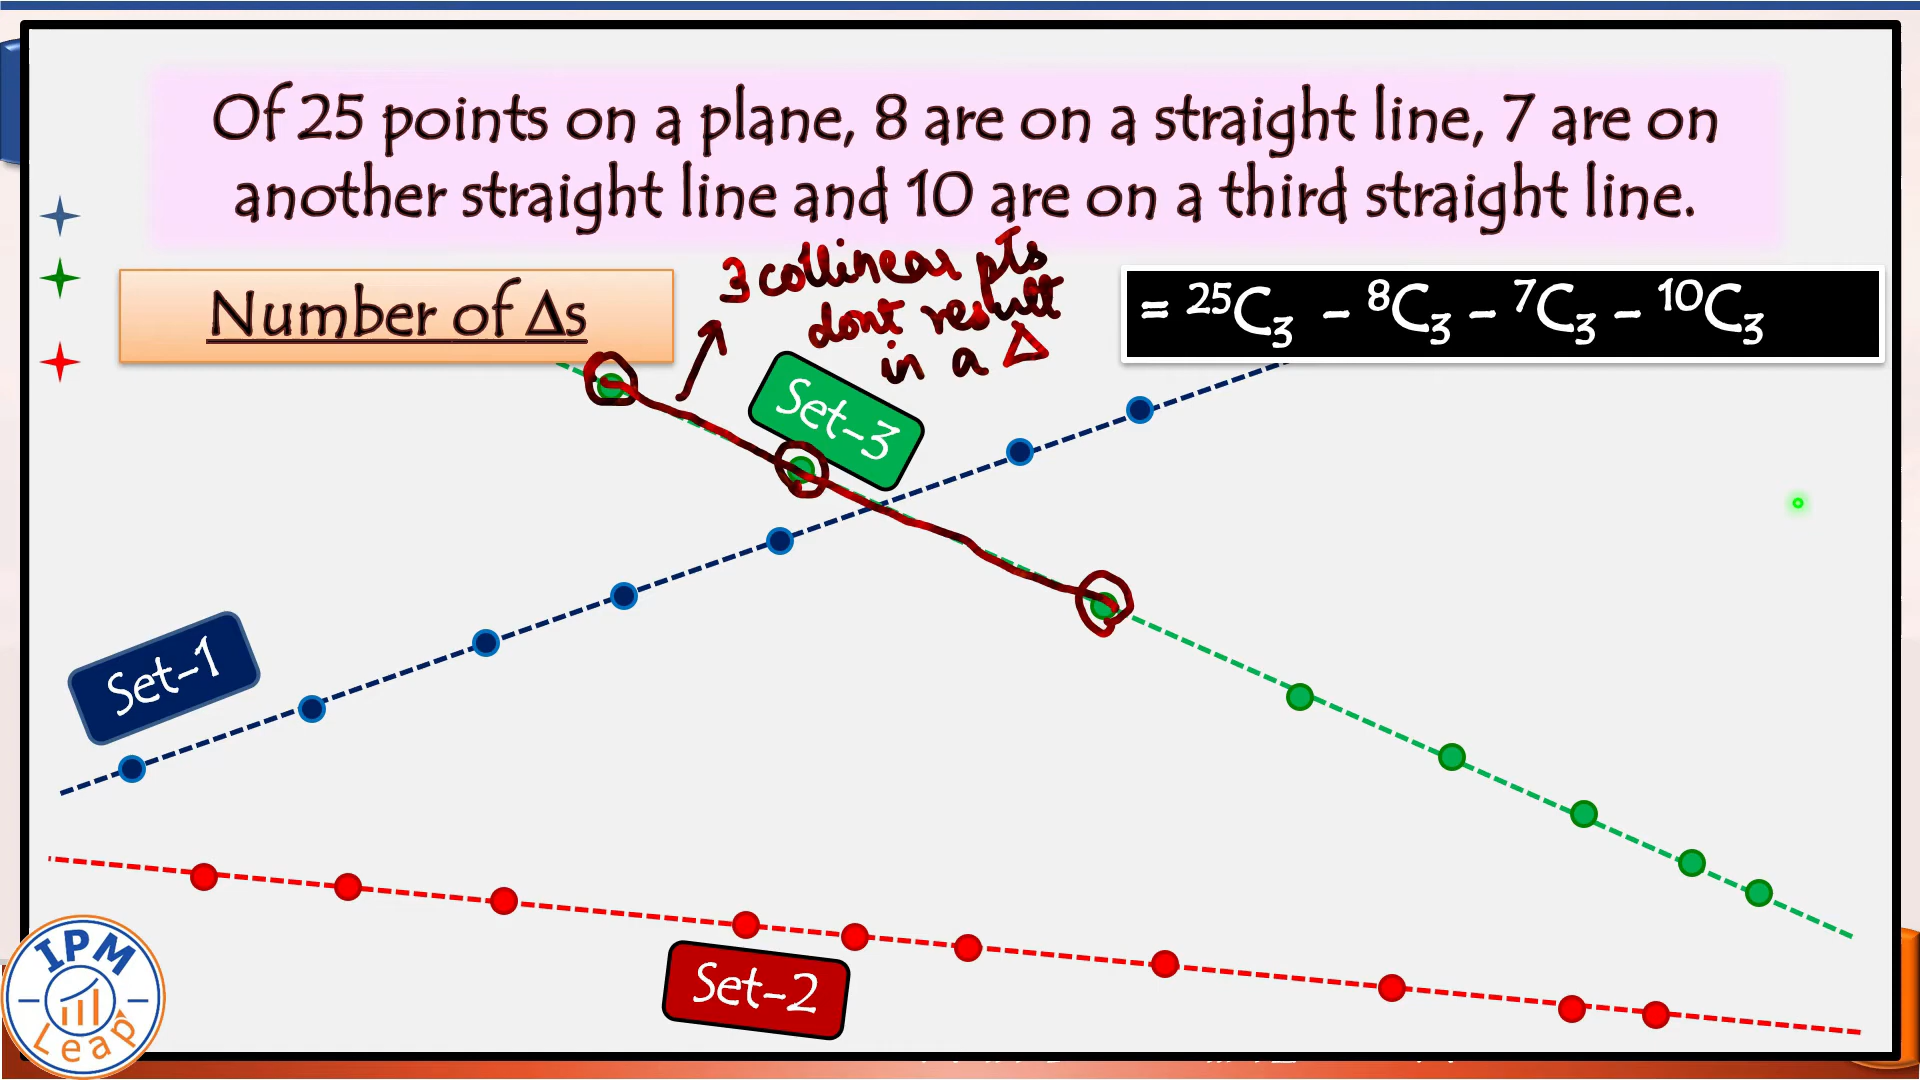 Of 25 points on a plane, 8 are on a straight line, 7 are on
another straight line and 10 are on a third straight line.
Number of Δs
3 collinear pts
dont result
in a Δ
= ²⁵C₃ – ⁸C₃ – ⁷C₃ – ¹⁰C₃
Set-3
Set-1
Set-2
IPM
Leap